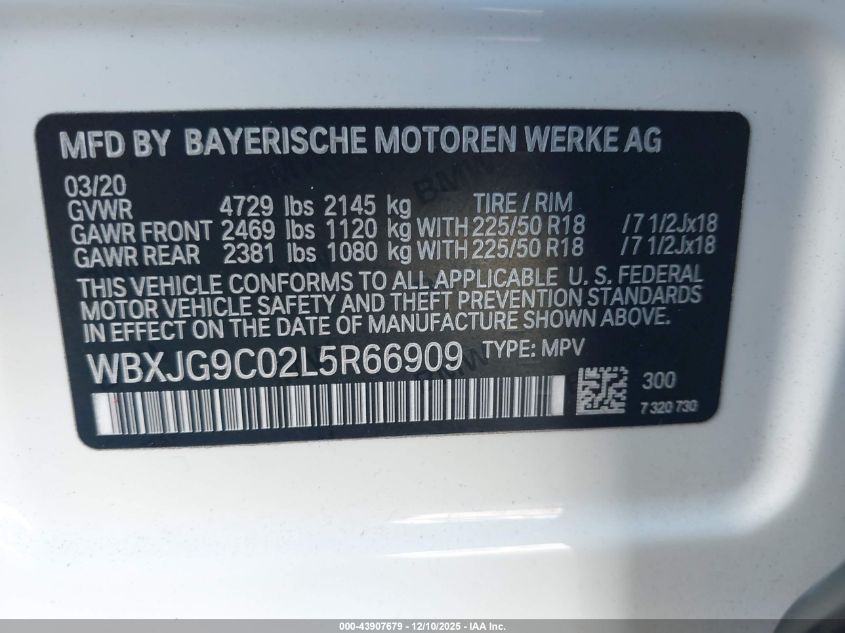 MFD BY BAYERISCHE MOTOREN WERKE AG
03/20
GVWR 4729 lbs 2145 kg TIRE / RIM
GAWR FRONT 2469 lbs 1120 kg WITH 225/50 R18 /7 1/2Jx18
GAWR REAR 2381 lbs 1080 kg WITH 225/50 R18 /7 1/2Jx18
THIS VEHICLE CONFORMS TO ALL APPLICABLE U. S. FEDERAL
MOTOR VEHICLE SAFETY AND THEFT PREVENTION STANDARDS
IN EFFECT ON THE DATE OF MANUFACTURE SHOWN ABOVE.
WBXJG9C02L5R66909 TYPE: MPV
300
7 320 730
000-43907679 - 12/10/2025 - IAA Inc.